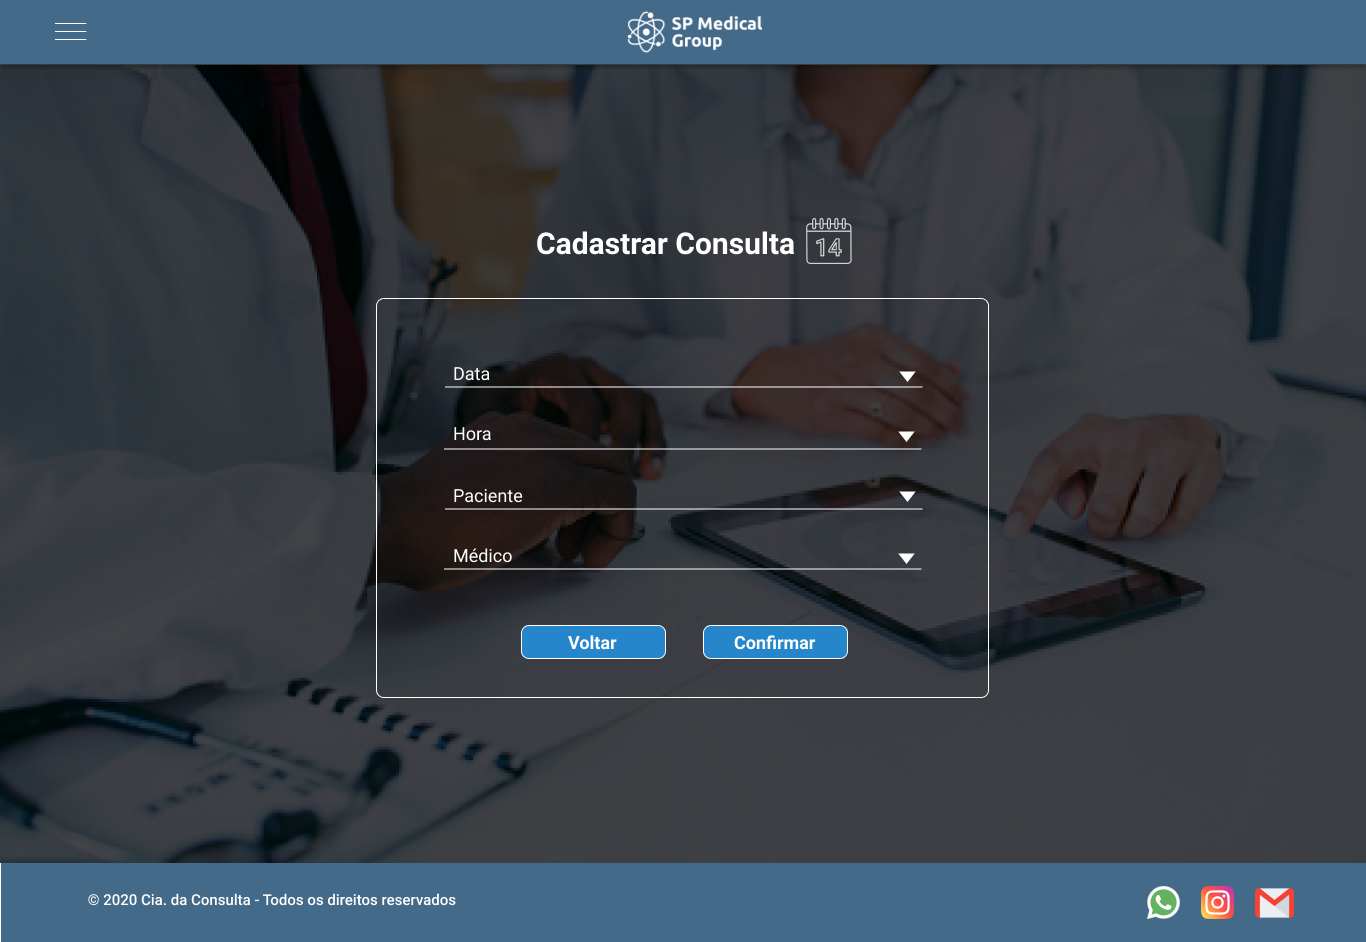 SP Medical
Group
Cadastrar Consulta
14
Data
Hora
Paciente
Médico
Voltar
Confirmar
© 2020 Cia. da Consulta - Todos os direitos reservados